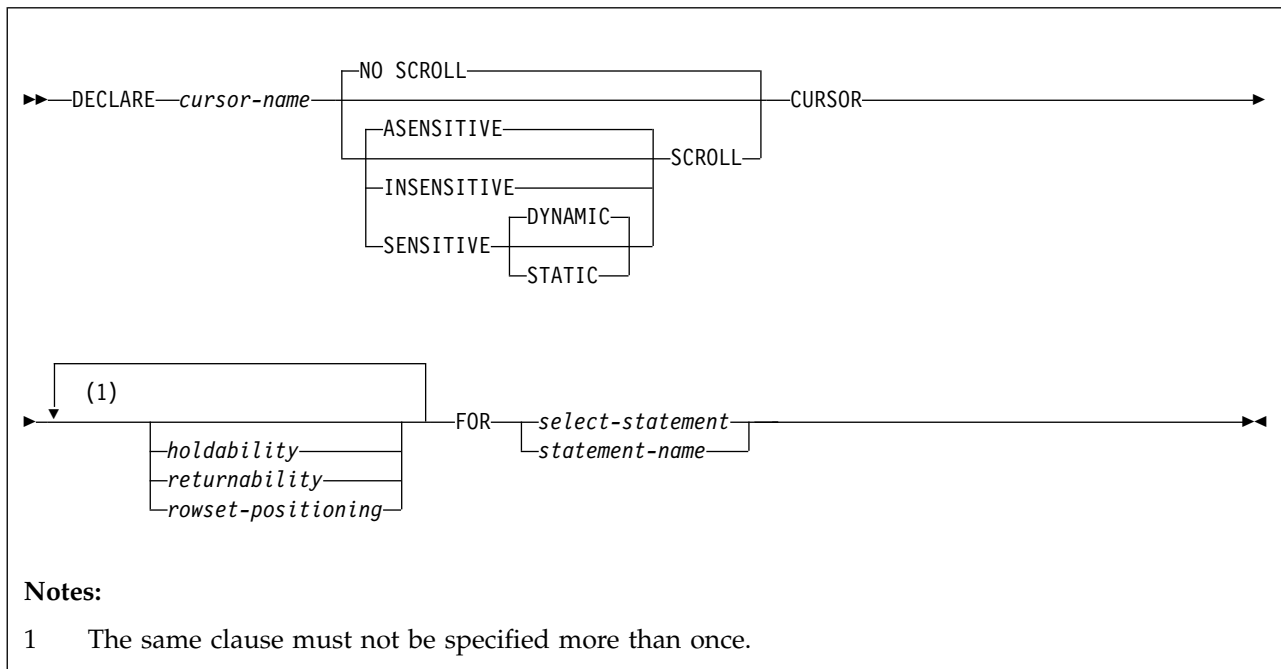 NO SCROLL
DECLARE cursor-name CURSOR
ASENSITIVE
SCROLL
INSENSITIVE
DYNAMIC
SENSITIVE
STATIC
(1)
FOR select-statement
holdability statement-name
returnability
rowset-positioning
Notes:
1 The same clause must not be specified more than once.